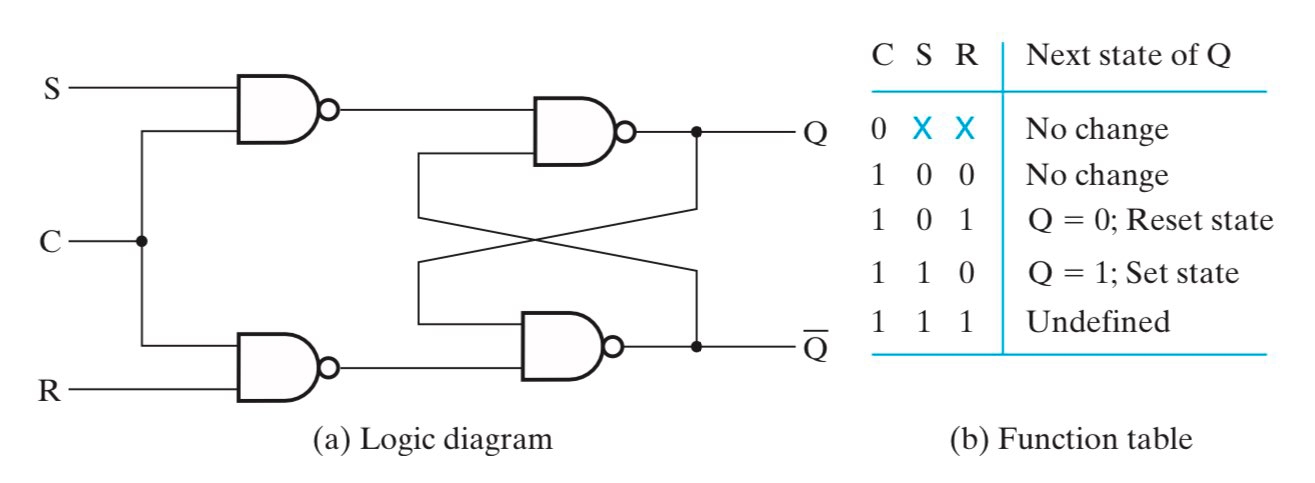 S
C
R
Q
Q̅
(a) Logic diagram
C S R Next state of Q
0 X X No change
1 0 0 No change
1 0 1 Q = 0; Reset state
1 1 0 Q = 1; Set state
1 1 1 Undefined
(b) Function table